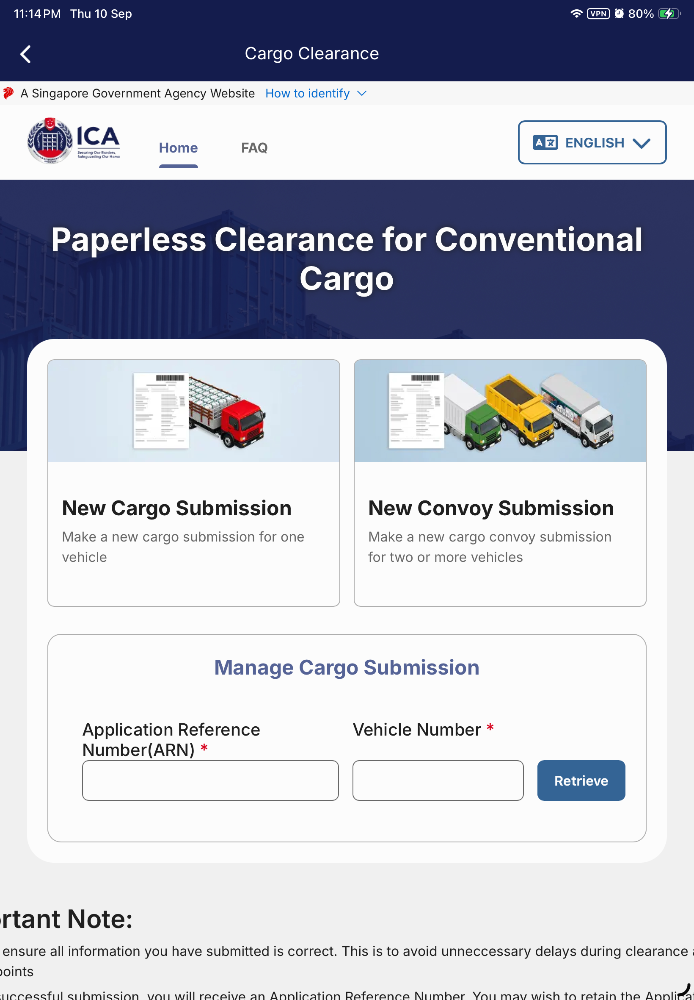 11:14 PM Thu 10 Sep
VPN 80%
Cargo Clearance
A Singapore Government Agency Website How to identify
ICA
Securing Our Borders,
Safeguarding Our Home
Home FAQ
A 文 ENGLISH
Paperless Clearance for Conventional
Cargo
New Cargo Submission
Make a new cargo submission for one
vehicle
New Convoy Submission
Make a new cargo convoy submission
for two or more vehicles
Manage Cargo Submission
Application Reference
Number(ARN) *
Vehicle Number *
Retrieve
rtant Note:
ensure all information you have submitted is correct. This is to avoid unneccessary delays during clearance a
points
successful submission, you will receive an Application Reference Number. You may wish to retain the Applicat